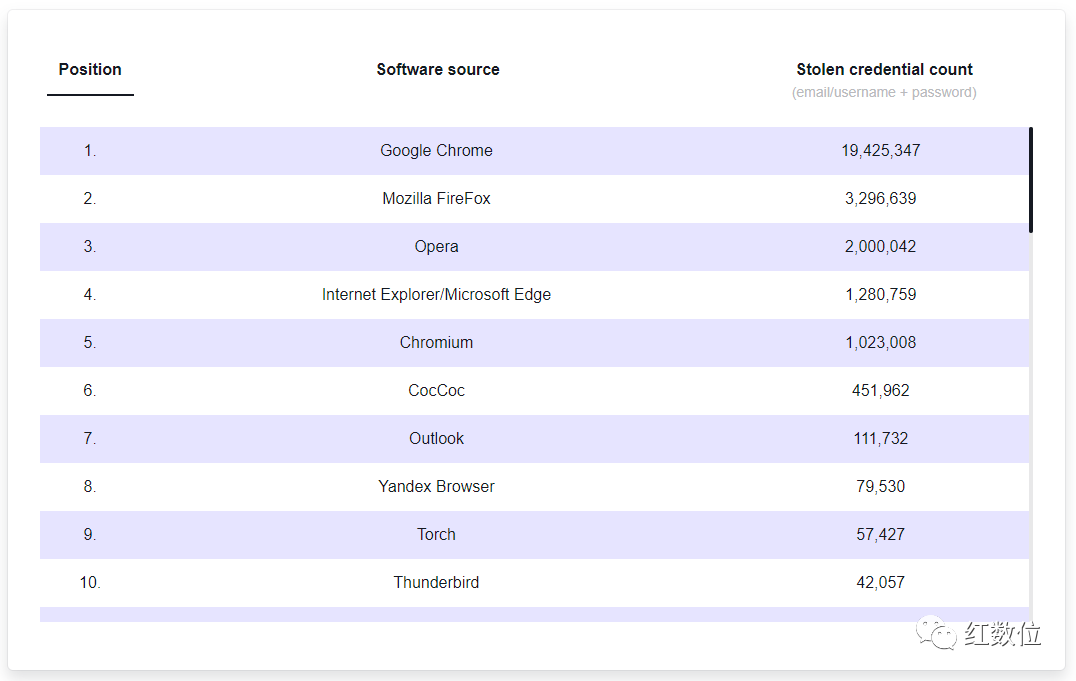 Position Software source Stolen credential count
(email/username + password)
1. Google Chrome 19,425,347
2. Mozilla FireFox 3,296,639
3. Opera 2,000,042
4. Internet Explorer/Microsoft Edge 1,280,759
5. Chromium 1,023,008
6. CocCoc 451,962
7. Outlook 111,732
8. Yandex Browser 79,530
9. Torch 57,427
10. Thunderbird 42,057
红数位